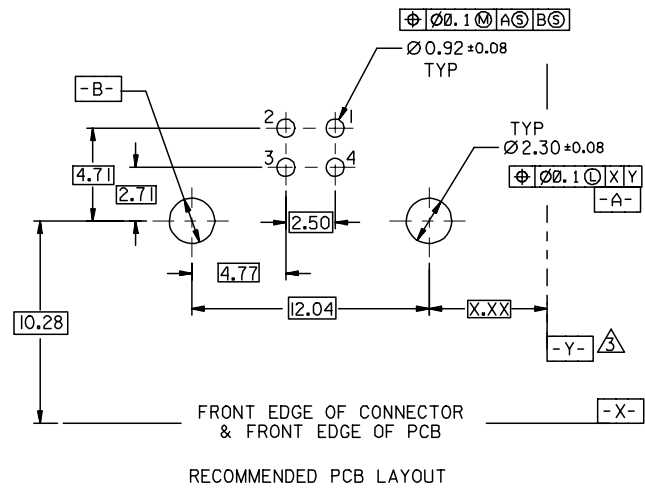 ⌖ Ø0.1 Ⓜ AⓈ BⓈ
Ø0.92 ±0.08
TYP
-B-
2
1
3
4
TYP
Ø2.30 ±0.08
⌖ Ø0.1 Ⓛ X Y
-A-
4.71
2.71
2.50
4.77
12.04
X.XX
10.28
-Y-
3
-X-
FRONT EDGE OF CONNECTOR
& FRONT EDGE OF PCB
RECOMMENDED PCB LAYOUT